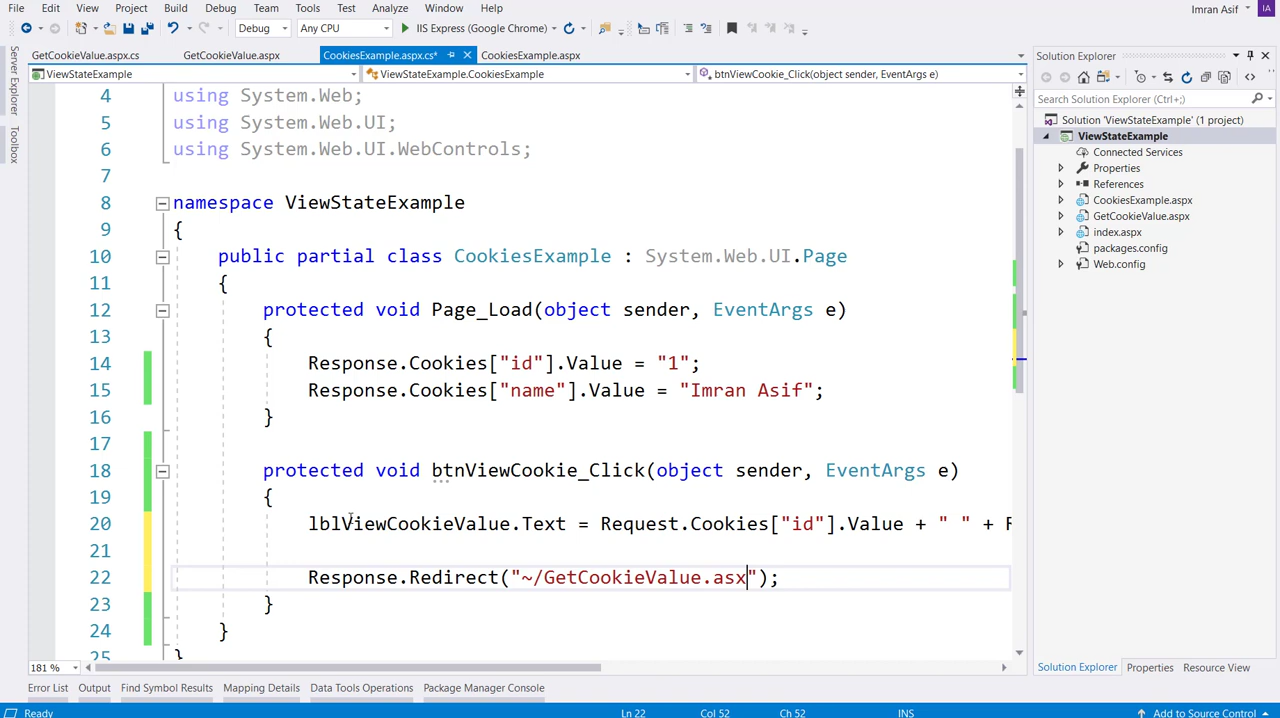 File Edit View Project Build Debug Team Tools Test Analyze Window Help Imran Asif IA
Debug Any CPU IIS Express (Google Chrome)
GetCookieValue.aspx.cs GetCookieValue.aspx CookiesExample.aspx.cs* CookiesExample.aspx Solution Explorer
ViewStateExample ViewStateExample.CookiesExample btnViewCookie_Click(object sender, EventArgs e)
Server Explorer
Toolbox
4 using System.Web;
5 using System.Web.UI;
6 using System.Web.UI.WebControls;
7
8 namespace ViewStateExample
9 {
10 public partial class CookiesExample : System.Web.UI.Page
11 {
12 protected void Page_Load(object sender, EventArgs e)
13 {
14 Response.Cookies["id"].Value = "1";
15 Response.Cookies["name"].Value = "Imran Asif";
16 }
17
18 protected void btnViewCookie_Click(object sender, EventArgs e)
19 {
20 lblViewCookieValue.Text = Request.Cookies["id"].Value + " " + R
21
22 Response.Redirect("~/GetCookieValue.asx");
23 }
24 }
25 }
Search Solution Explorer (Ctrl+;)
Solution 'ViewStateExample' (1 project)
ViewStateExample
Connected Services
Properties
References
CookiesExample.aspx
GetCookieValue.aspx
index.aspx
packages.config
Web.config
181 %
Solution Explorer Properties Resource View
Error List Output Find Symbol Results Mapping Details Data Tools Operations Package Manager Console
Ready Ln 22 Col 52 Ch 52 INS Add to Source Control